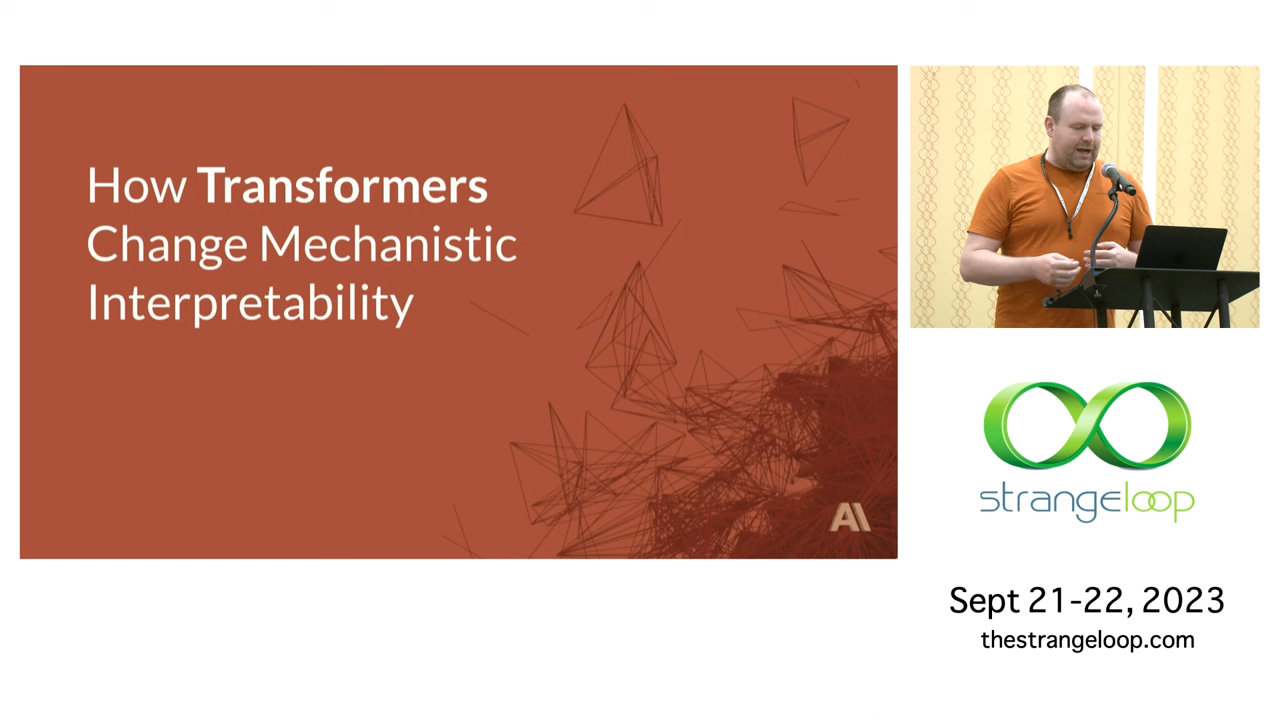 How Transformers
Change Mechanistic
Interpretability
AI
strangeloop
Sept 21-22, 2023
thestrangeloop.com